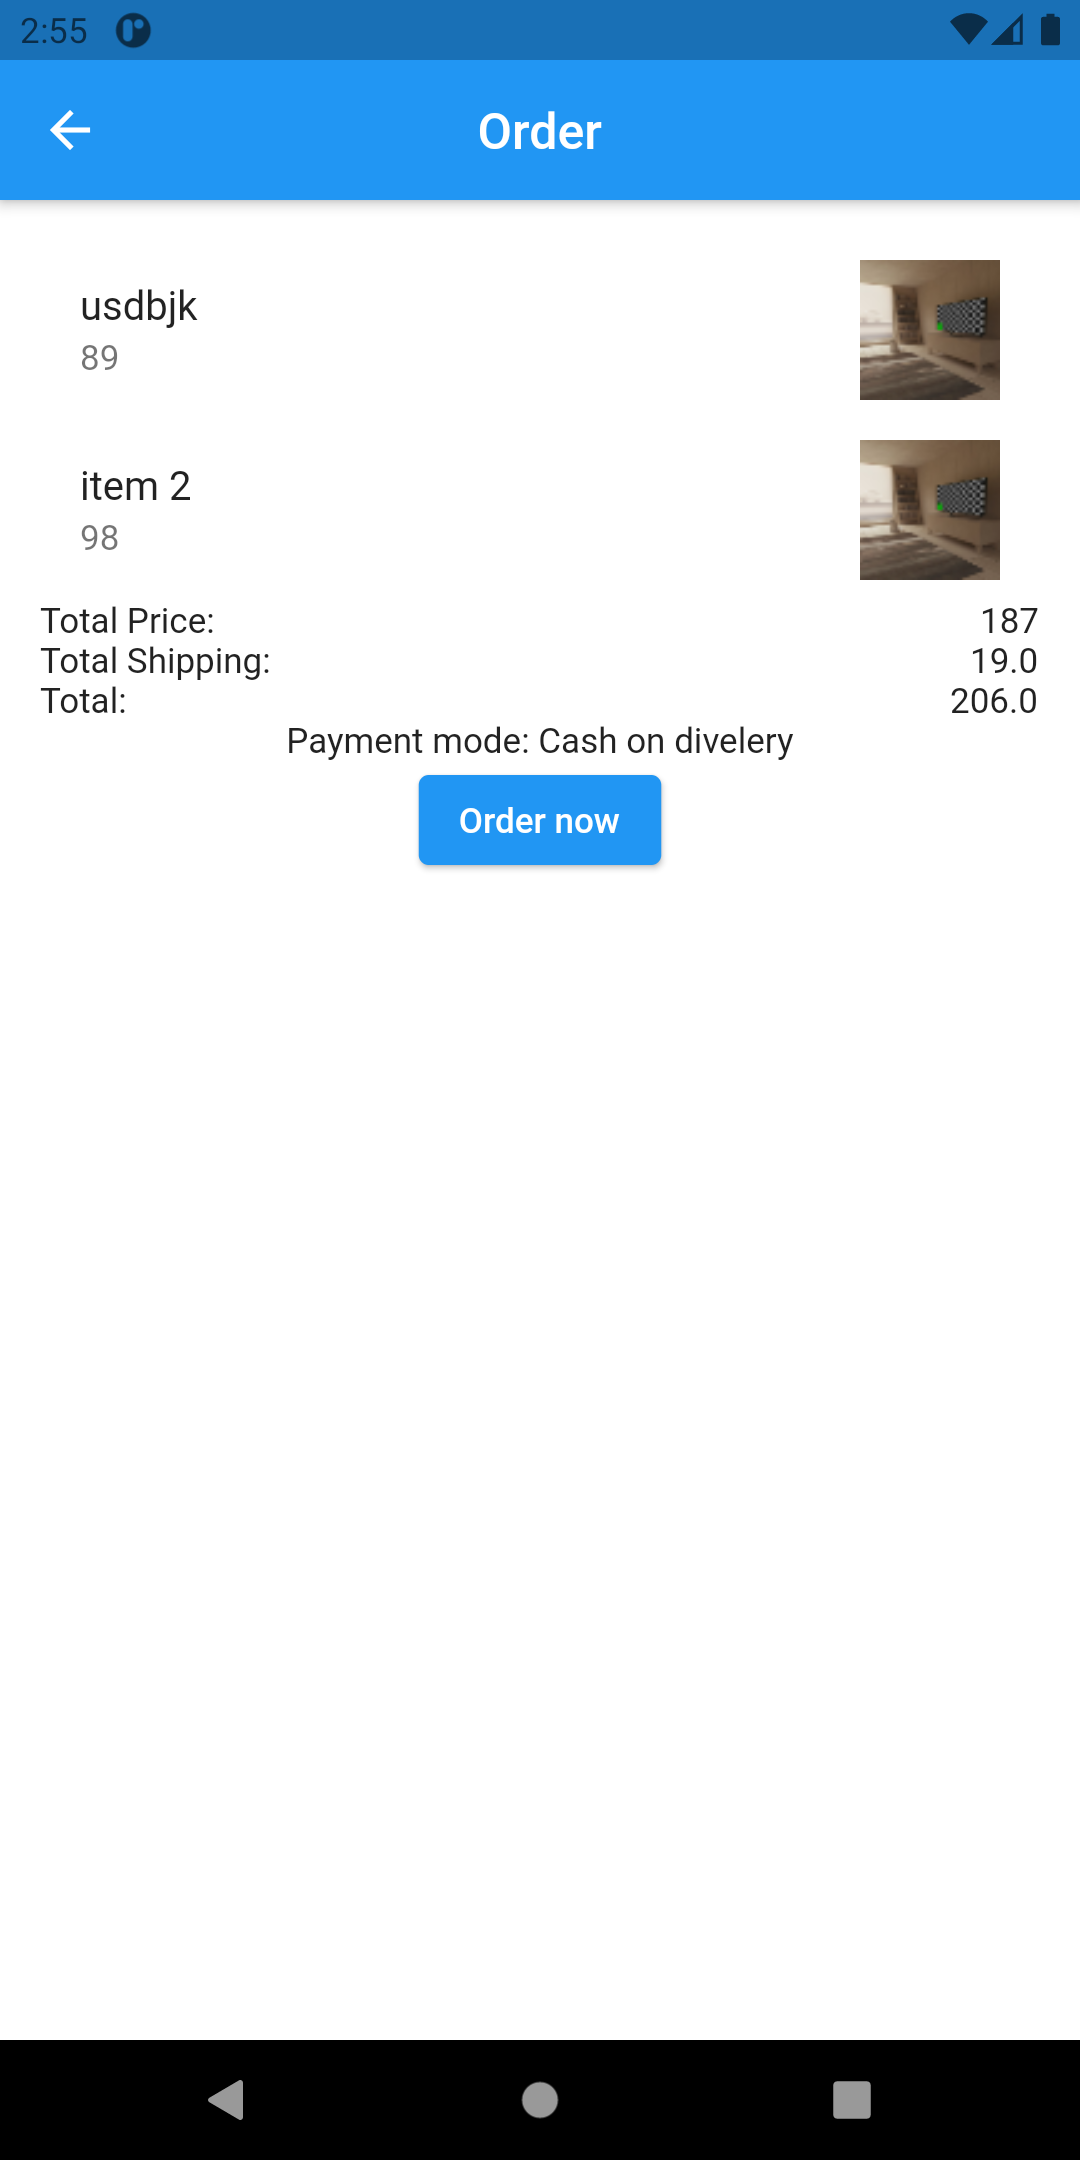 2:55
Order
usdbjk
89
item 2
98
Total Price: 187
Total Shipping: 19.0
Total: 206.0
Payment mode: Cash on divelery
Order now